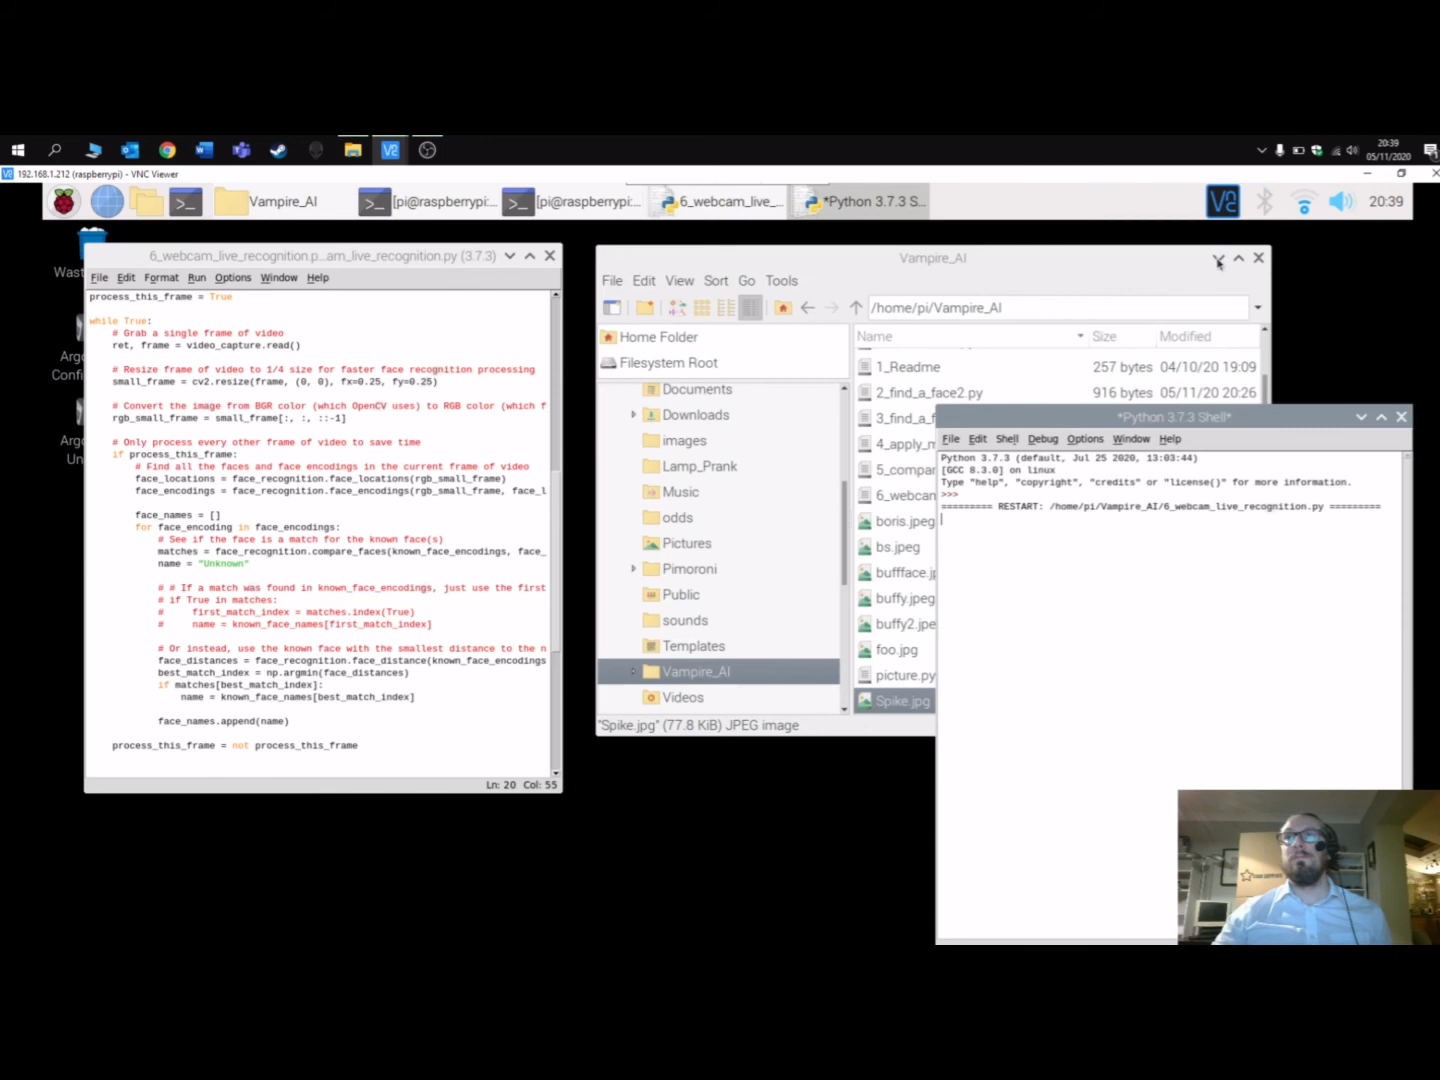 20:39
05/11/2020
192.168.1.212 (raspberrypi) - VNC Viewer
Vampire_AI
[pi@raspberrypi:...
[pi@raspberrypi:...
6_webcam_live_...
*Python 3.7.3 S...
20:39
Wast
Argo
Confi
Argo
Un
6_webcam_live_recognition.p...am_live_recognition.py (3.7.3)
File Edit Format Run Options Window Help
process_this_frame = True
while True:
# Grab a single frame of video
ret, frame = video_capture.read()
# Resize frame of video to 1/4 size for faster face recognition processing
small_frame = cv2.resize(frame, (0, 0), fx=0.25, fy=0.25)
# Convert the image from BGR color (which OpenCV uses) to RGB color (which f
rgb_small_frame = small_frame[:, :, ::-1]
# Only process every other frame of video to save time
if process_this_frame:
# Find all the faces and face encodings in the current frame of video
face_locations = face_recognition.face_locations(rgb_small_frame)
face_encodings = face_recognition.face_encodings(rgb_small_frame, face_l
face_names = []
for face_encoding in face_encodings:
# See if the face is a match for the known face(s)
matches = face_recognition.compare_faces(known_face_encodings, face_
name = "Unknown"
# # If a match was found in known_face_encodings, just use the first
# if True in matches:
#     first_match_index = matches.index(True)
#     name = known_face_names[first_match_index]
# Or instead, use the known face with the smallest distance to the n
face_distances = face_recognition.face_distance(known_face_encodings
best_match_index = np.argmin(face_distances)
if matches[best_match_index]:
name = known_face_names[best_match_index]
face_names.append(name)
process_this_frame = not process_this_frame
Ln: 20 Col: 55
Vampire_AI
File Edit View Sort Go Tools
/home/pi/Vampire_AI
Home Folder
Filesystem Root
Documents
Downloads
images
Lamp_Prank
Music
odds
Pictures
Pimoroni
Public
sounds
Templates
Vampire_AI
Videos
Name Size Modified
1_Readme 257 bytes 04/10/20 19:09
2_find_a_face2.py 916 bytes 05/11/20 20:26
3_find_a_f
4_apply_m
5_compar
6_webcan
boris.jpeg
bs.jpeg
buffface.jp
buffy.jpeg
buffy2.jpe
foo.jpg
picture.py
Spike.jpg
"Spike.jpg" (77.8 KiB) JPEG image
*Python 3.7.3 Shell*
File Edit Shell Debug Options Window Help
Python 3.7.3 (default, Jul 25 2020, 13:03:44)
[GCC 8.3.0] on linux
Type "help", "copyright", "credits" or "license()" for more information.
>>>
========= RESTART: /home/pi/Vampire_AI/6_webcam_live_recognition.py =========